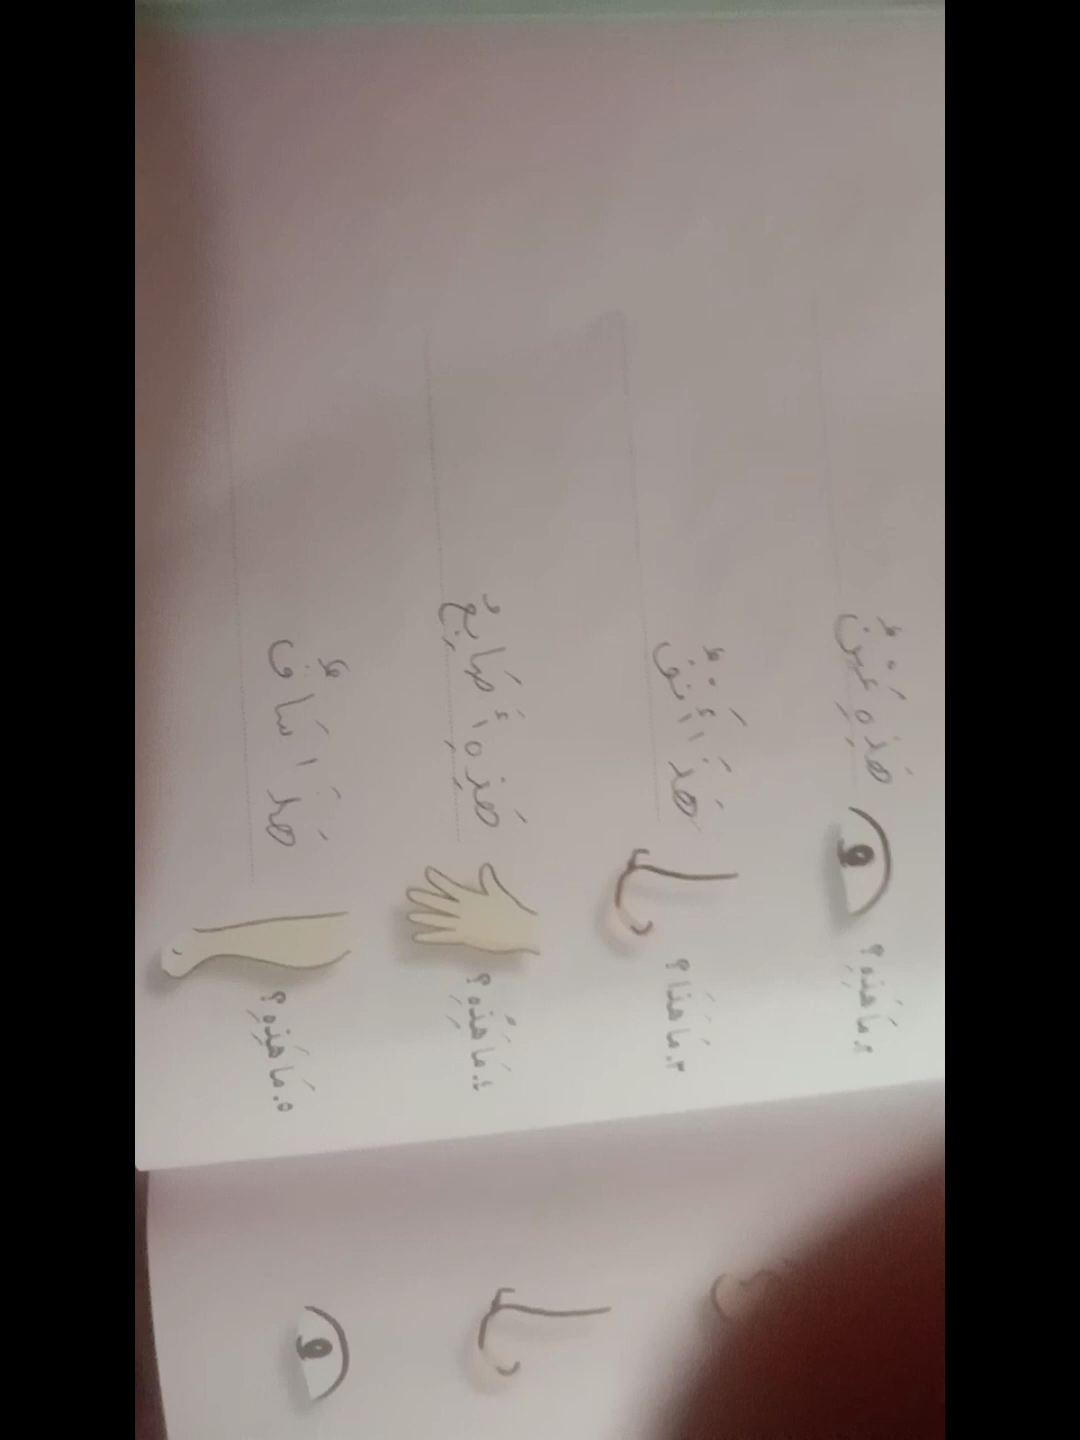 ٢. مَا هَذِهِ ؟ هَذِهِ عَيْنٌ
٣. مَا هَذَا ؟ هَذَا أَنْفٌ
٤. مَا هَذِهِ ؟ هَذِهِ أَصَابِعُ
٥. مَا هَذِهِ ؟ هَذَا سَاقٌ